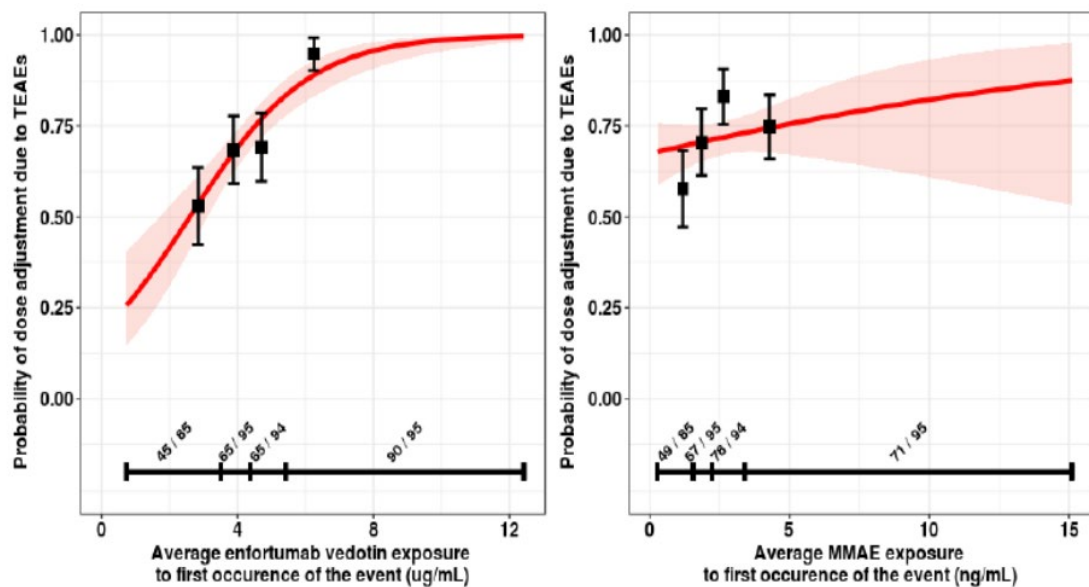 Probability of dose adjustment due to TEAEs
1.00
0.75
0.50
0.25
0.00
45 / 85
65 / 95
65 / 94
90 / 95
0
4
8
12
Average enfortumab vedotin exposure
to first occurence of the event (ug/mL)
Probability of dose adjustment due to TEAEs
1.00
0.75
0.50
0.25
0.00
49 / 85
67 / 95
78 / 94
71 / 95
0
5
10
15
Average MMAE exposure
to first occurence of the event (ng/mL)